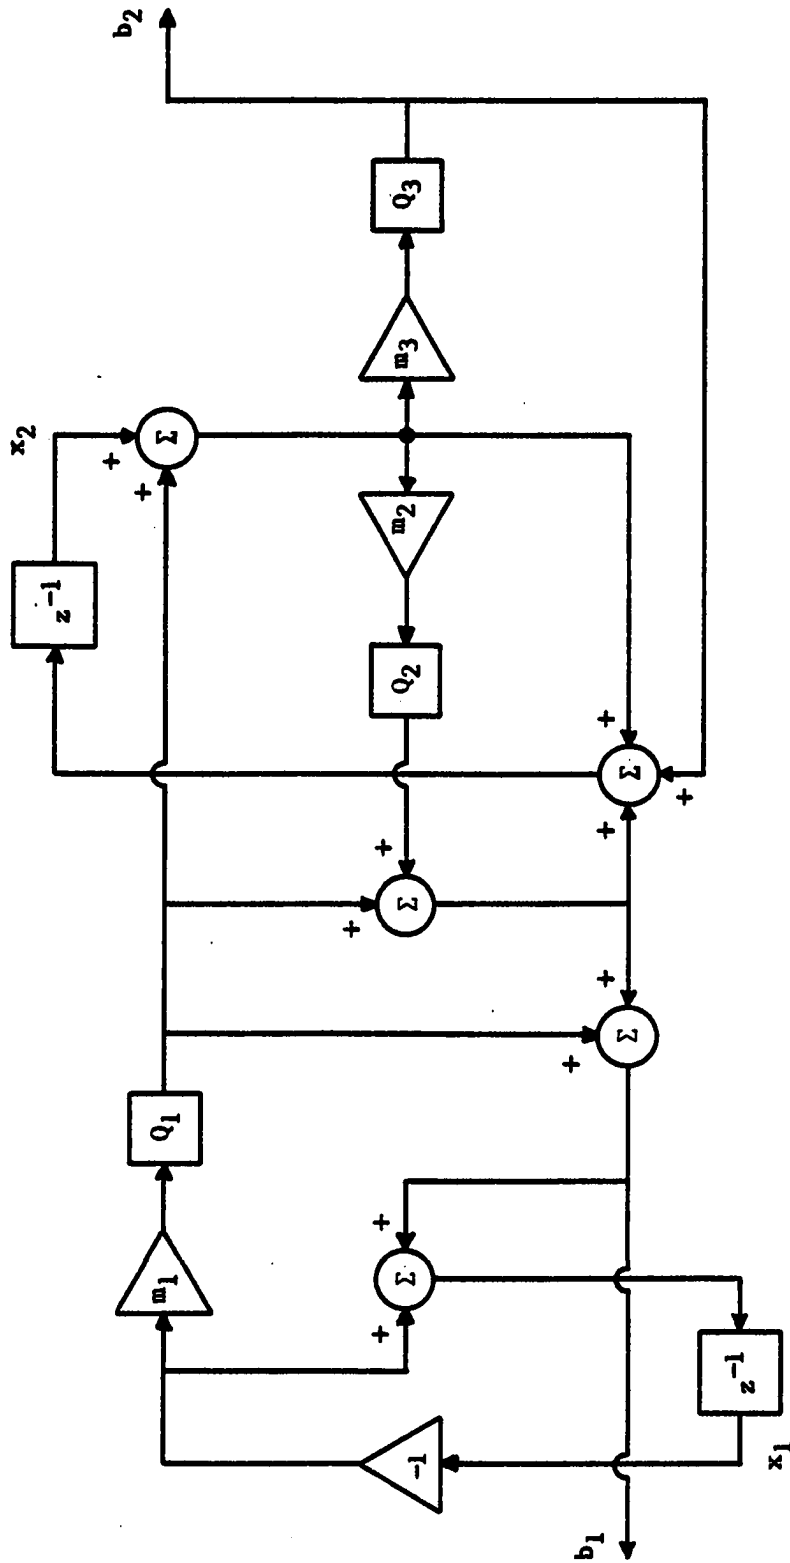 x₂
z⁻¹
+
b₂
+
m₁ Q₁ Σ
+
+ + +
-1 Σ Σ Q₂ m₂ m₃ Q₃
+
b₁
+ + +
Σ Σ
+
z⁻¹
x₁